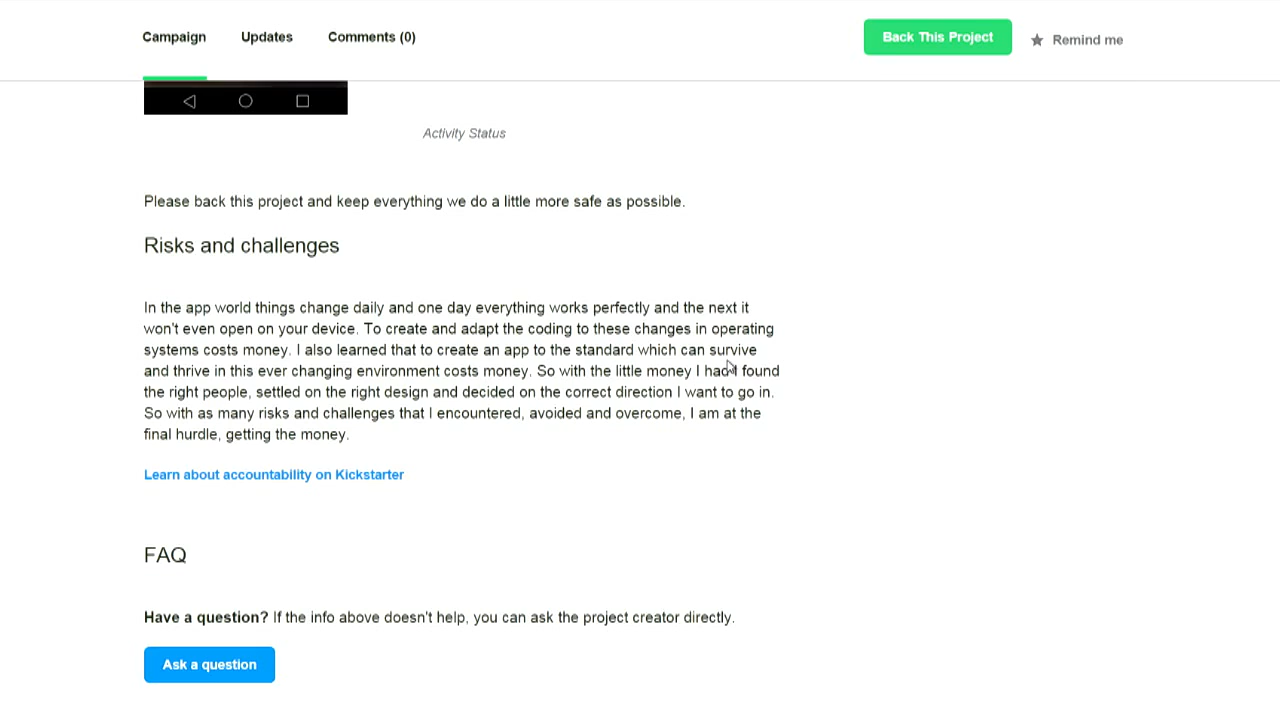 Campaign Updates Comments (0) Back This Project Remind me
Activity Status
Please back this project and keep everything we do a little more safe as possible.
Risks and challenges
In the app world things change daily and one day everything works perfectly and the next it
won't even open on your device. To create and adapt the coding to these changes in operating
systems costs money. I also learned that to create an app to the standard which can survive
and thrive in this ever changing environment costs money. So with the little money I had I found
the right people, settled on the right design and decided on the correct direction I want to go in.
So with as many risks and challenges that I encountered, avoided and overcome, I am at the
final hurdle, getting the money.
Learn about accountability on Kickstarter
FAQ
Have a question? If the info above doesn't help, you can ask the project creator directly.
Ask a question